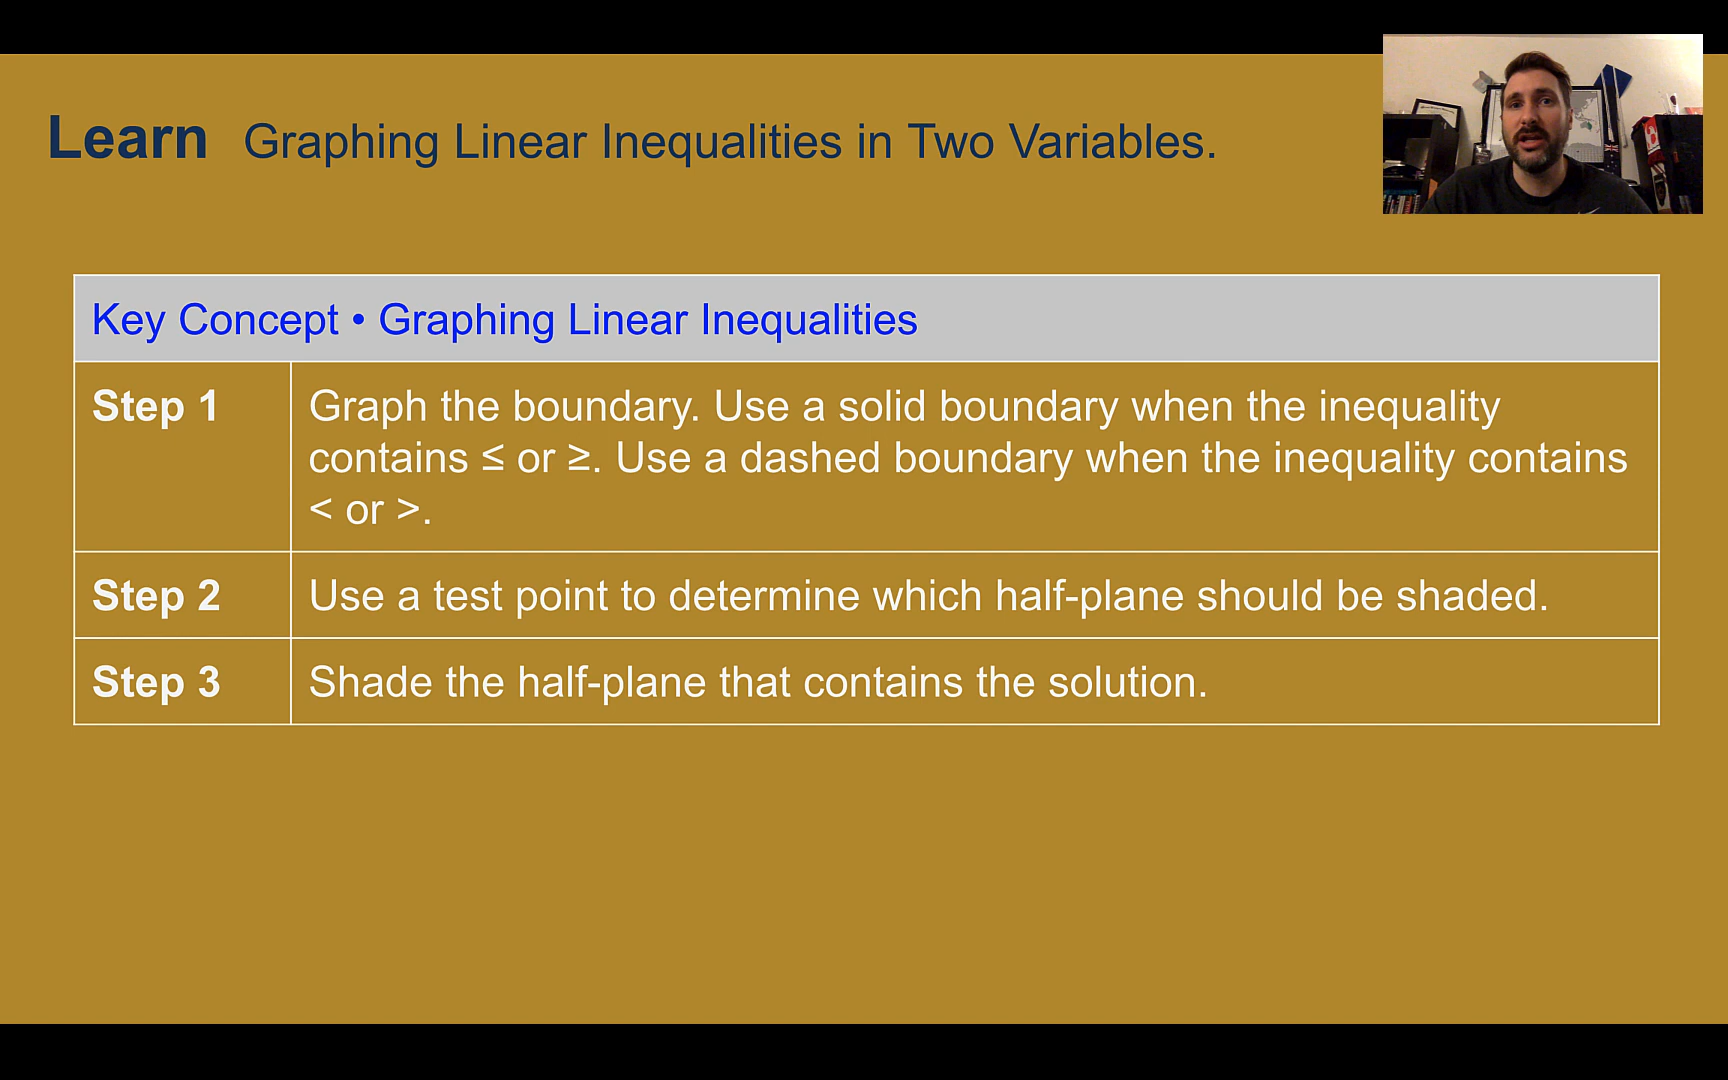 Learn Graphing Linear Inequalities in Two Variables.
Key Concept • Graphing Linear Inequalities
Step 1 Graph the boundary. Use a solid boundary when the inequality
contains ≤ or ≥. Use a dashed boundary when the inequality contains
< or >.
Step 2 Use a test point to determine which half-plane should be shaded.
Step 3 Shade the half-plane that contains the solution.